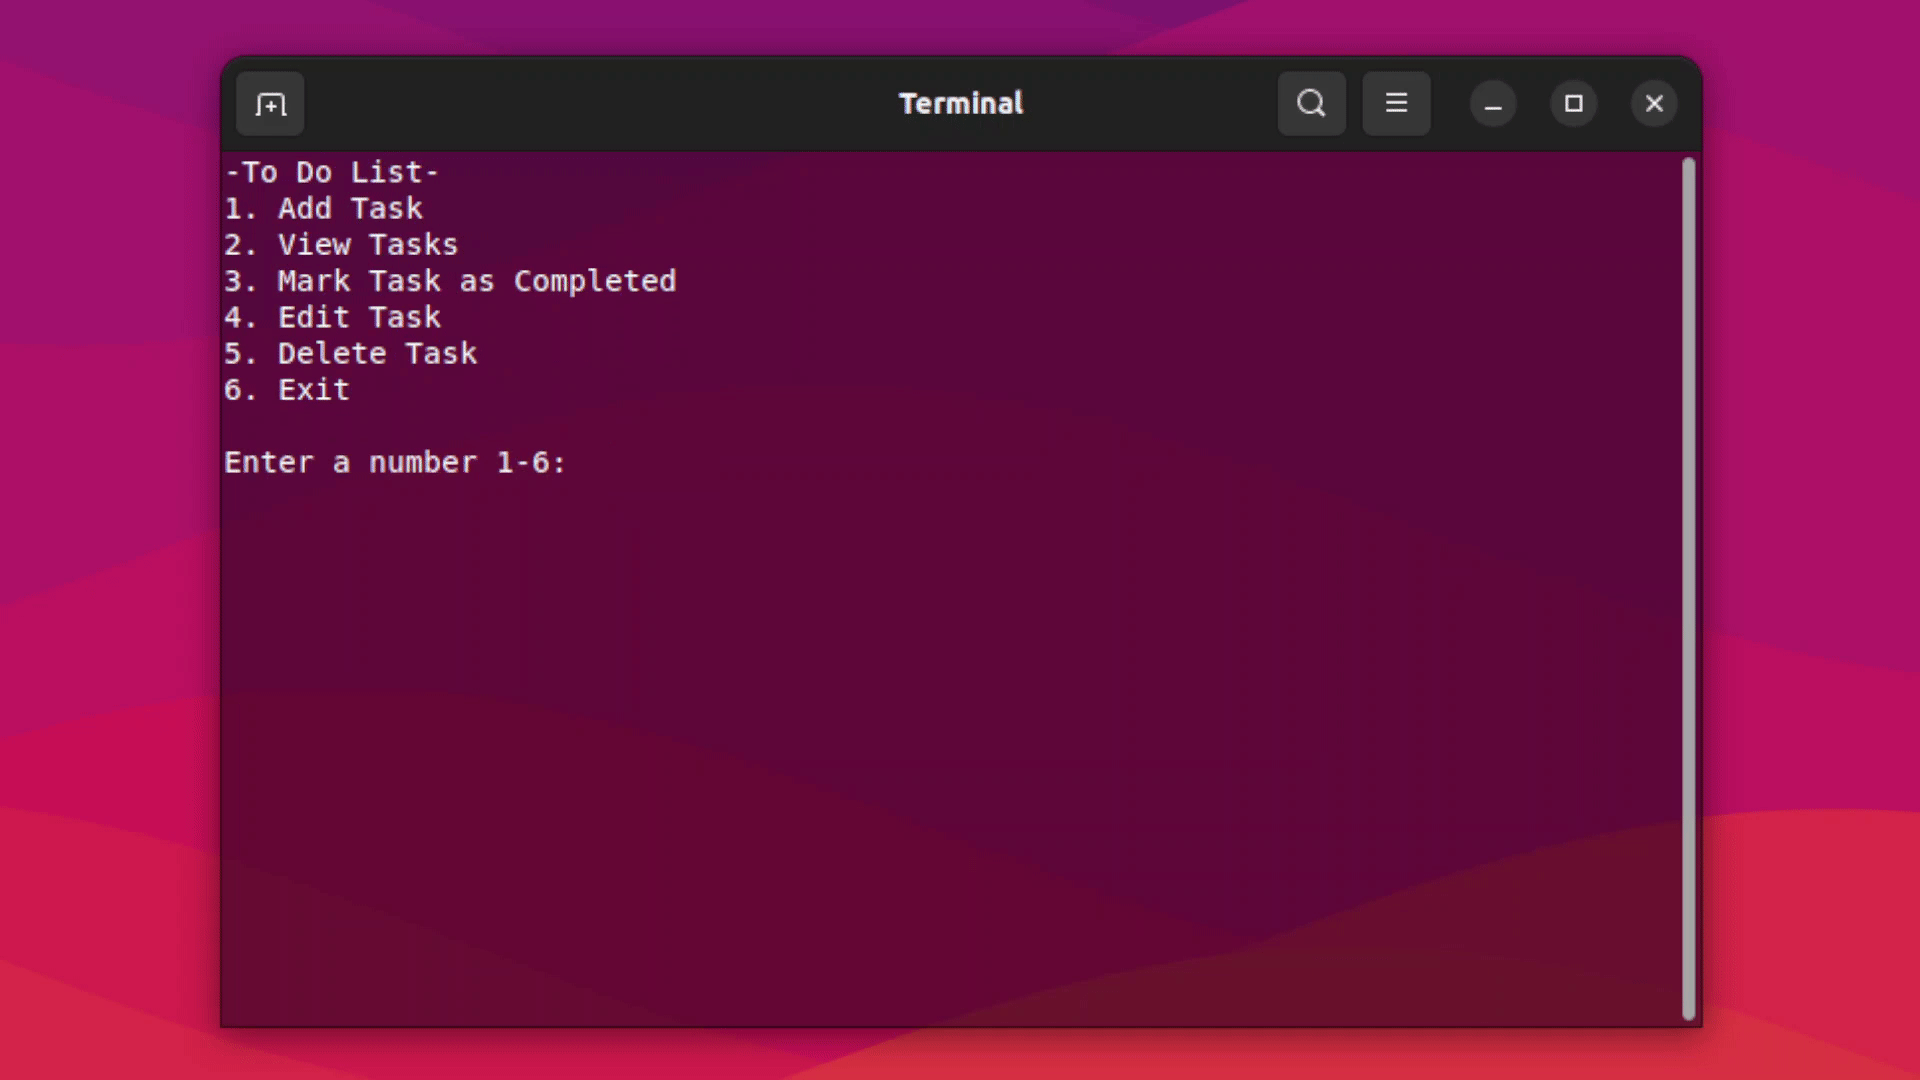 Terminal
-To Do List-
1. Add Task
2. View Tasks
3. Mark Task as Completed
4. Edit Task
5. Delete Task
6. Exit
Enter a number 1-6: